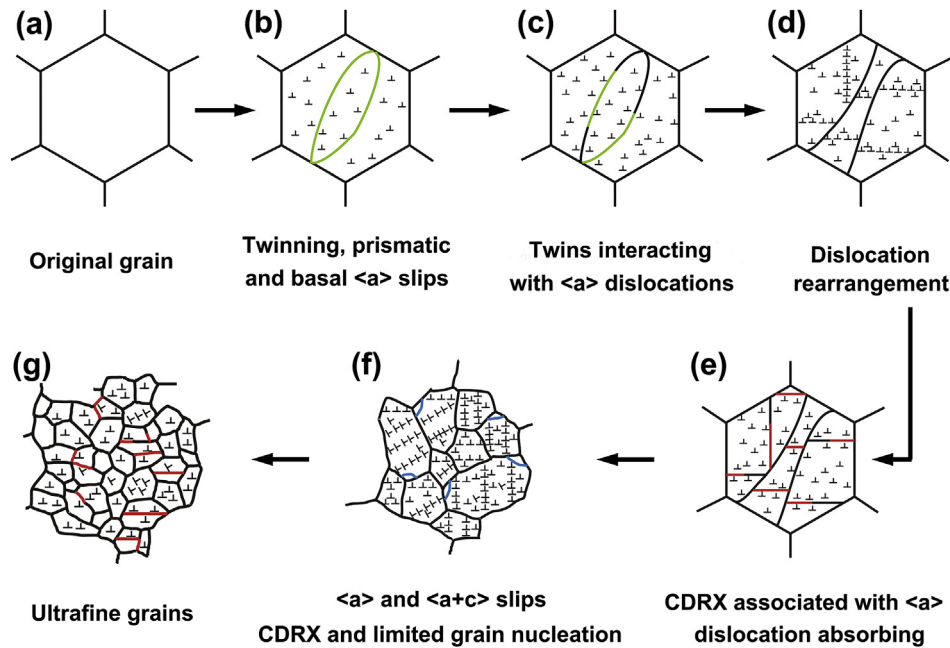 (a)
(b)
(c)
(d)
Original grain
Twinning, prismatic
and basal <a> slips
Twins interacting
with <a> dislocations
Dislocation
rearrangement
(g)
(f)
(e)
Ultrafine grains
<a> and <a+c> slips
CDRX and limited grain nucleation
CDRX associated with <a>
dislocation absorbing